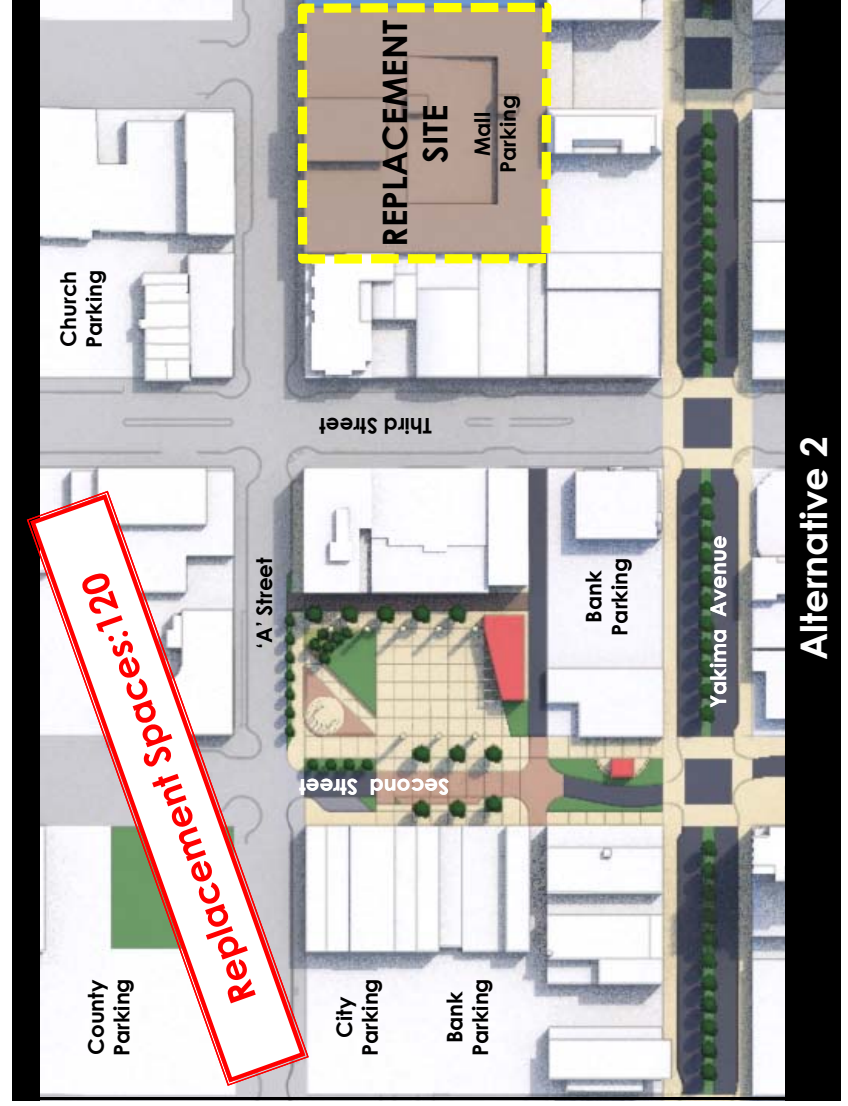 REPLACEMENT
SITE
Mall
Parking
Church
Parking
Third Street
'A' Street
Replacement Spaces:120
Bank
Parking
Yakima Avenue
Second Street
County
Parking
City
Parking
Bank
Parking
Alternative 2